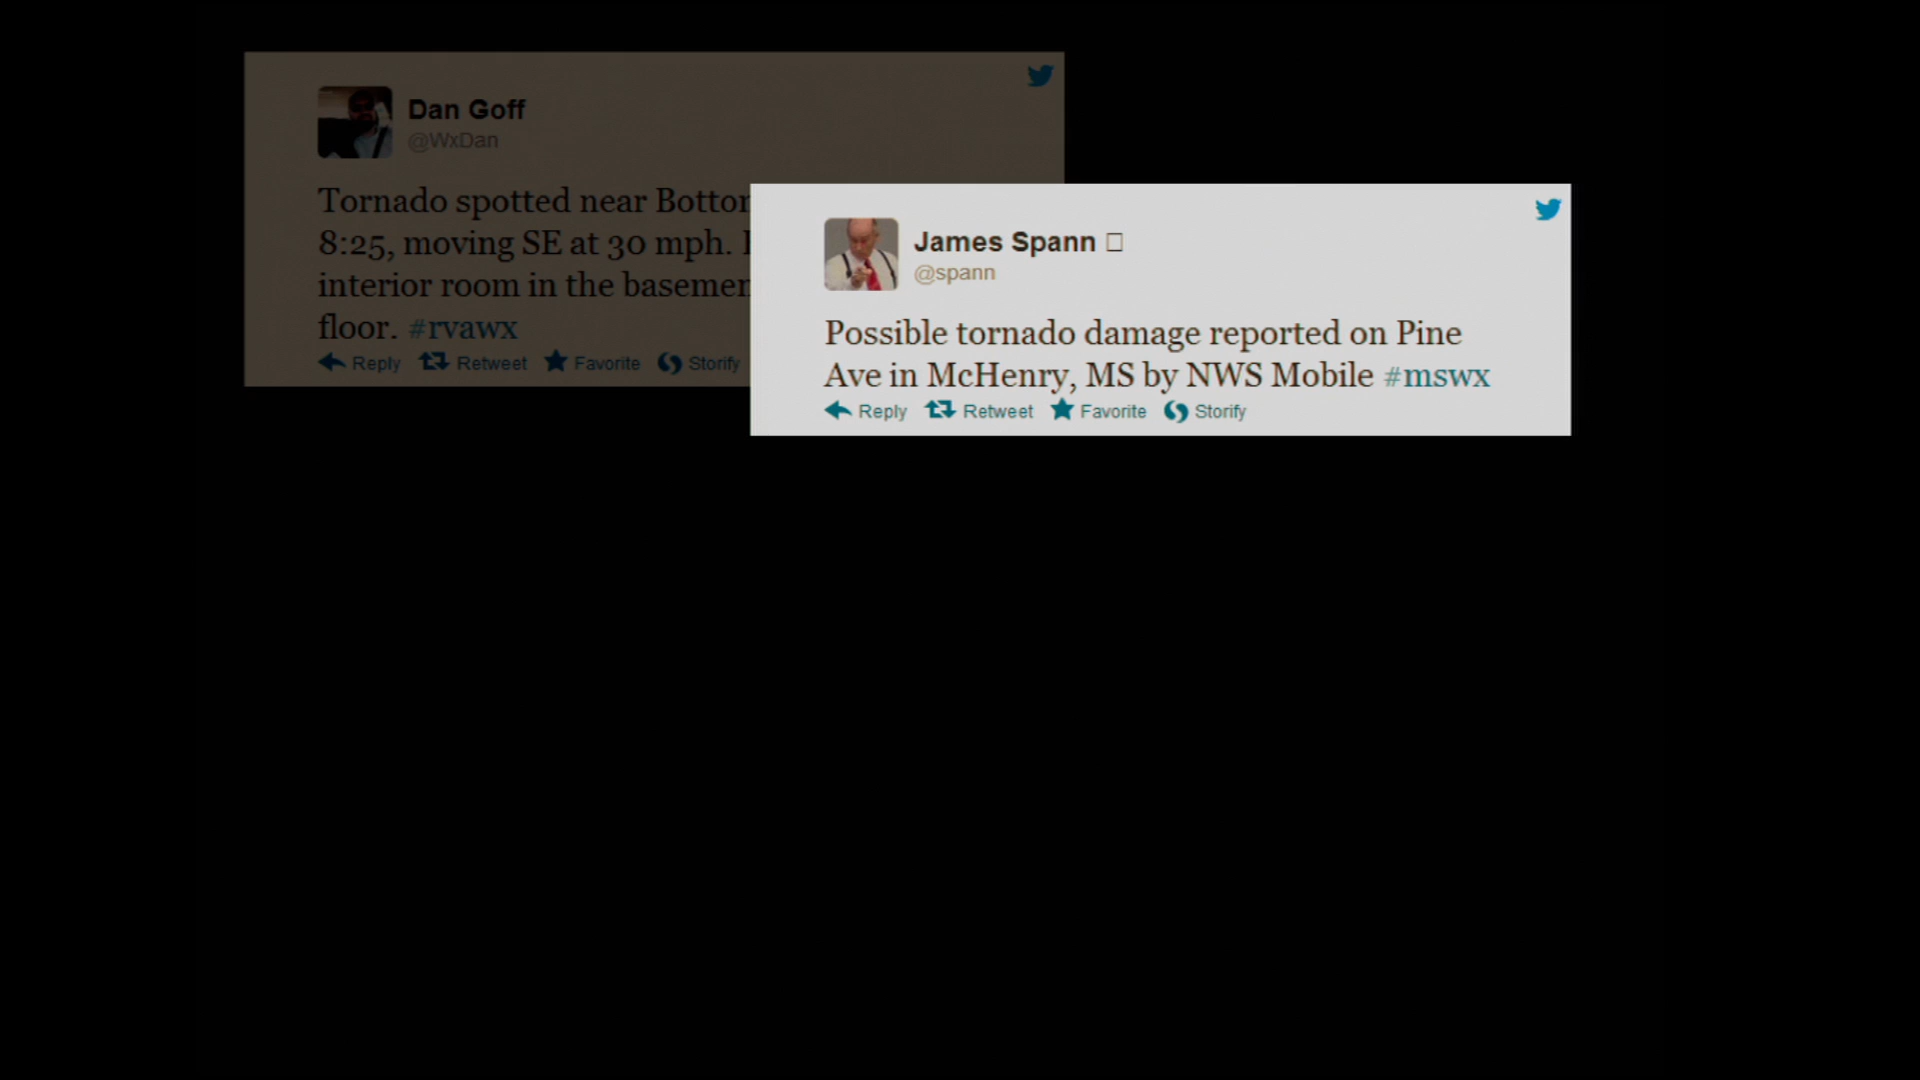 Dan Goff
@WxDan
Tornado spotted near
8:25, moving SE at 30 mph.
interior room in the
floor. #rvawx
Reply Retweet Favorite Storify
James Spann
@spann
Possible tornado damage reported on Pine
Ave in McHenry, MS by NWS Mobile #mswx
Reply Retweet Favorite Storify